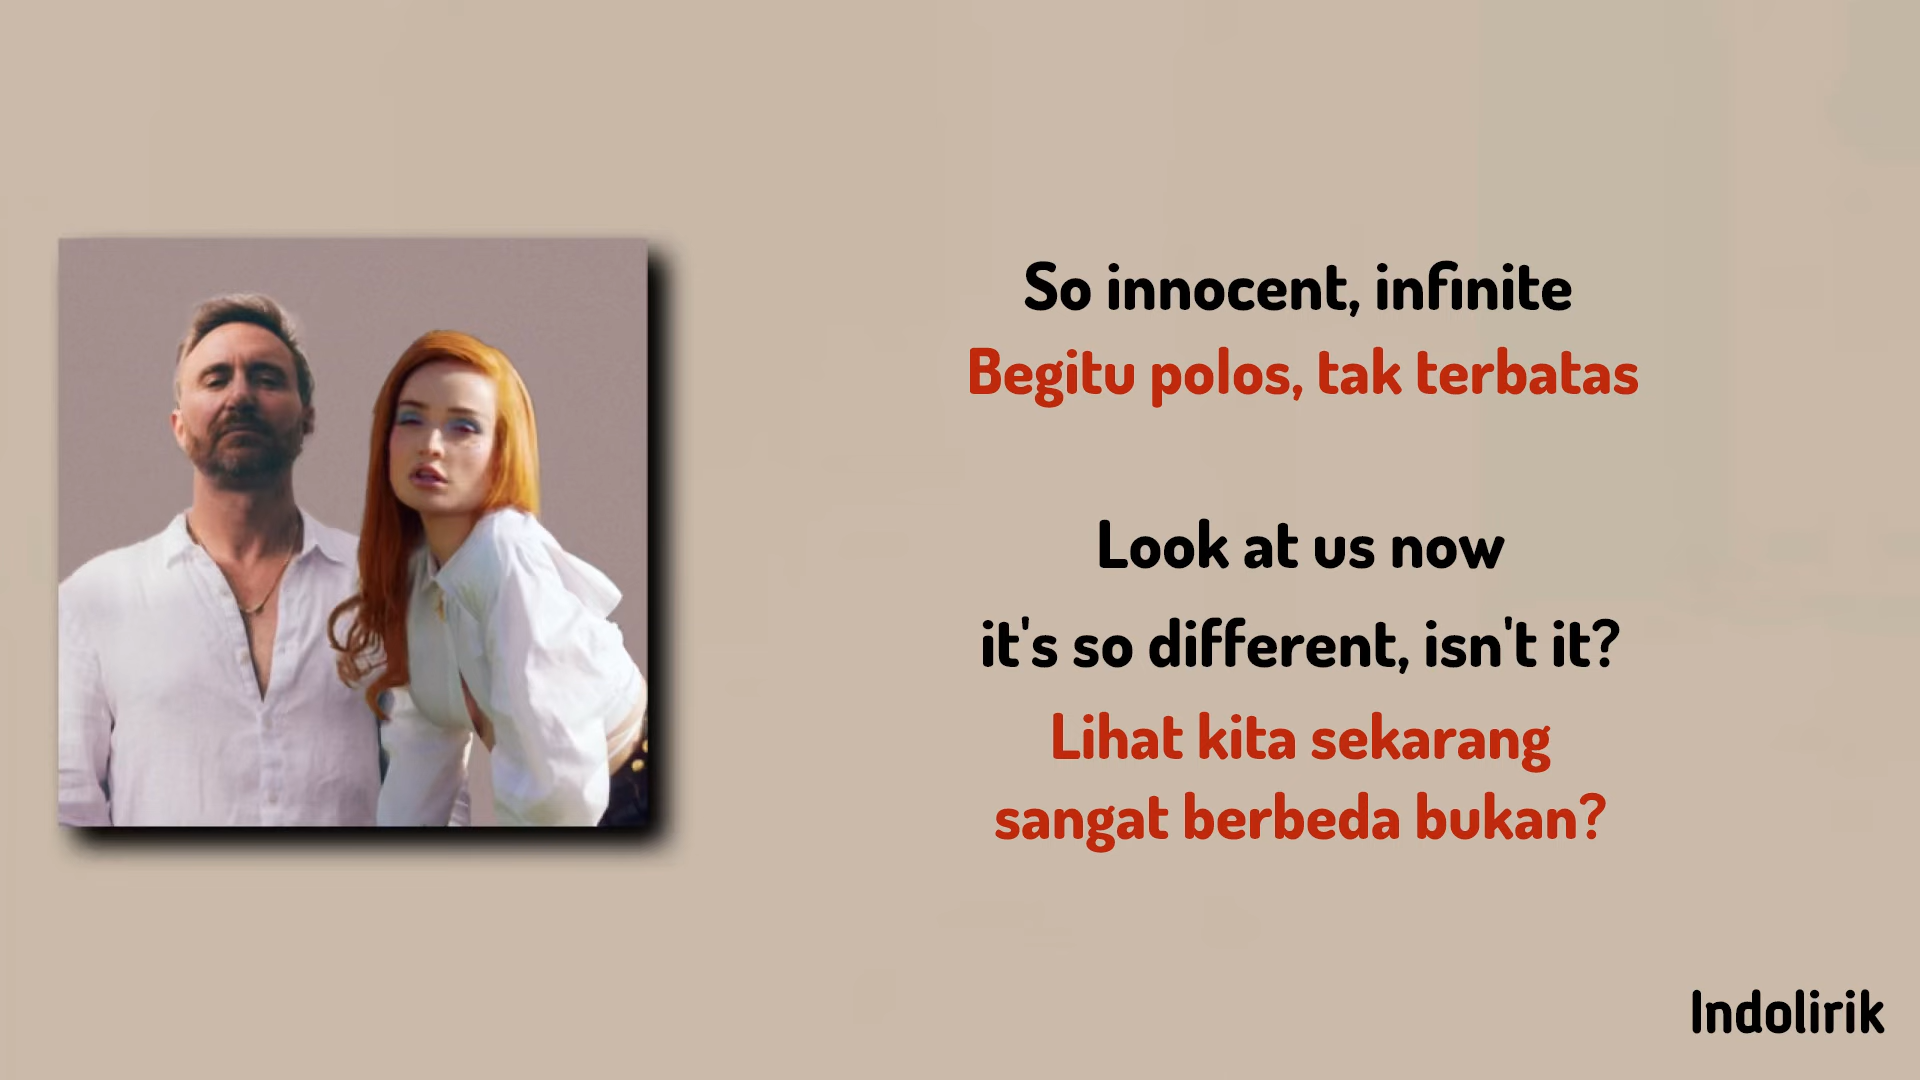 So innocent, infinite
Begitu polos, tak terbatas
Look at us now
it's so different, isn't it?
Lihat kita sekarang
sangat berbeda bukan?
Indolirik